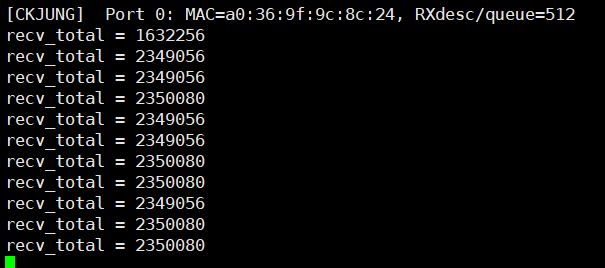 [CKJUNG]  Port 0: MAC=a0:36:9f:9c:8c:24, RXdesc/queue=512
recv_total = 1632256
recv_total = 2349056
recv_total = 2349056
recv_total = 2350080
recv_total = 2349056
recv_total = 2349056
recv_total = 2350080
recv_total = 2350080
recv_total = 2349056
recv_total = 2350080
recv_total = 2350080